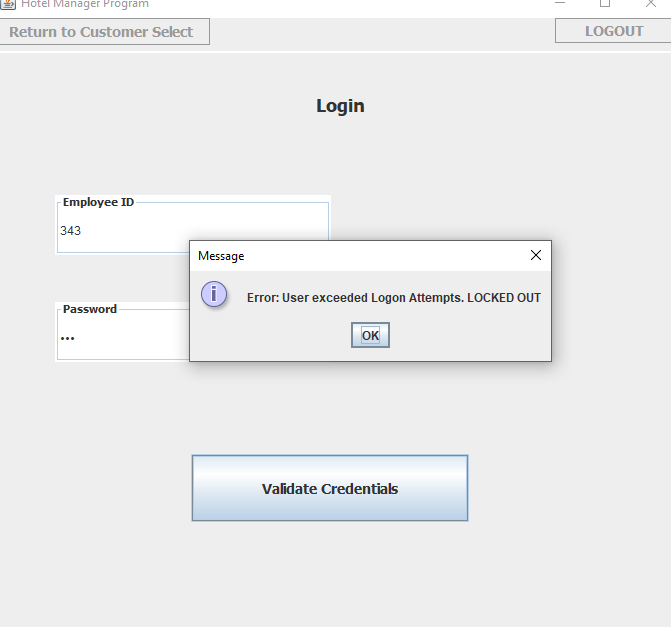 Hotel Manager Program
Return to Customer Select
LOGOUT
Login
Employee ID
343
Message
Error: User exceeded Logon Attempts. LOCKED OUT
OK
Password
•••
Validate Credentials